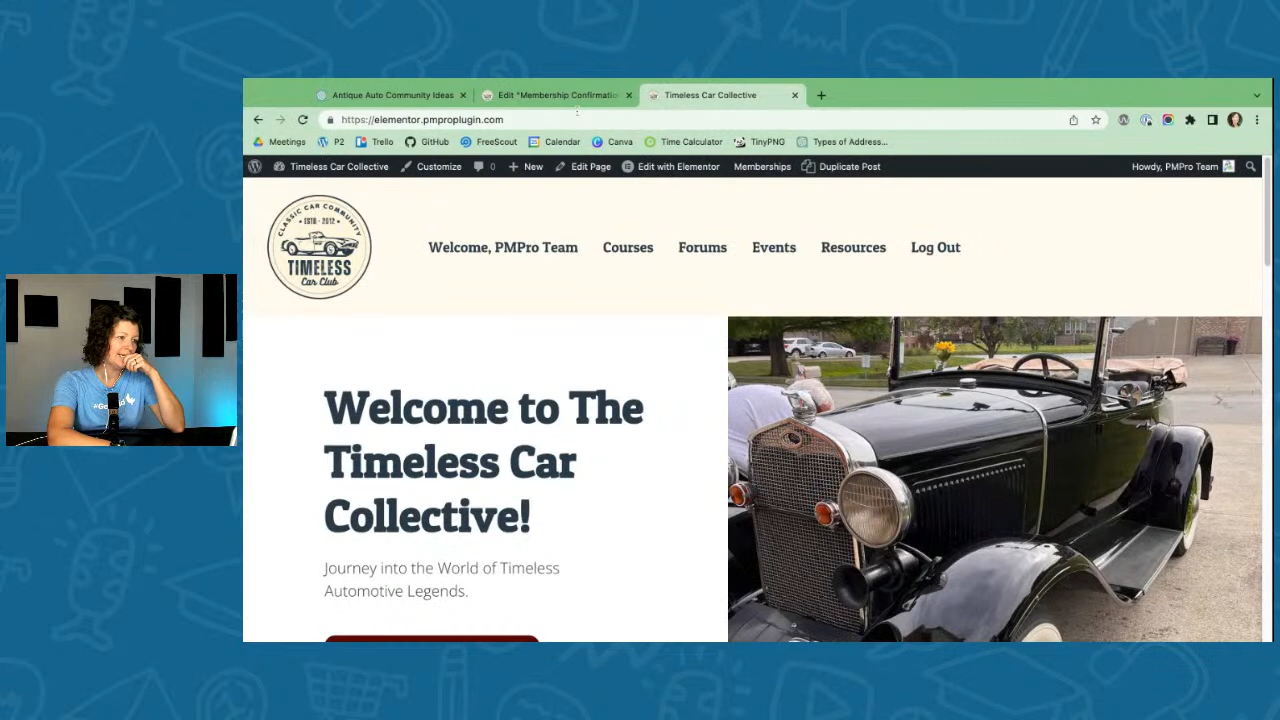 Antique Auto Community Ideas
Edit "Membership Confirmatio
Timeless Car Collective
https://elementor.pmproplugin.com
Meetings
P2
Trello
GitHub
FreeScout
Calendar
Canva
Time Calculator
TinyPNG
Types of Address...
Timeless Car Collective
Customize
0
New
Edit Page
Edit with Elementor
Memberships
Duplicate Post
Howdy, PMPro Team
CLASSIC CAR COMMUNITY
ESTD - 2012
TIMELESS
Car Club
Welcome, PMPro Team
Courses
Forums
Events
Resources
Log Out
Welcome to The
Timeless Car
Collective!
Journey into the World of Timeless
Automotive Legends.